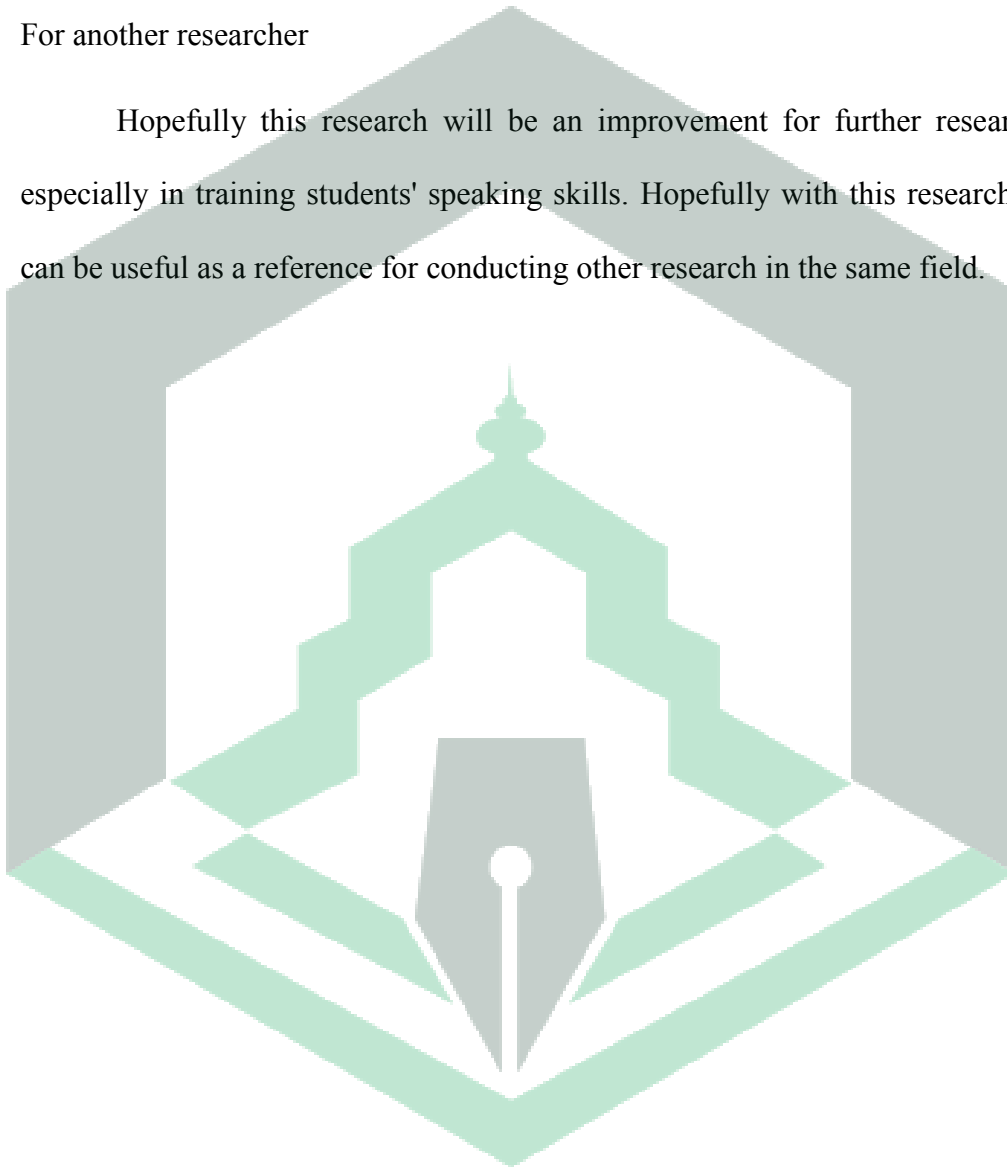 For another researcher
Hopefully this research will be an improvement for further resear
especially in training students' speaking skills. Hopefully with this research
can be useful as a reference for conducting other research in the same field.